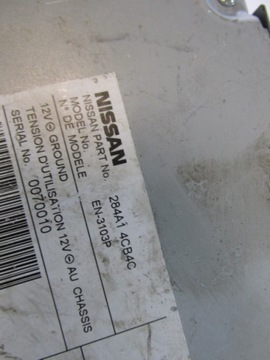 NISSAN
NISSAN PART No. 284A1 4CB4C
MODEL No.
N° DE MODELE EN-3103P
12V ⊖ GROUND
TENSION D'UTILISATION 12V ⊖ AU CHASSIS
SERIAL No. 0070010